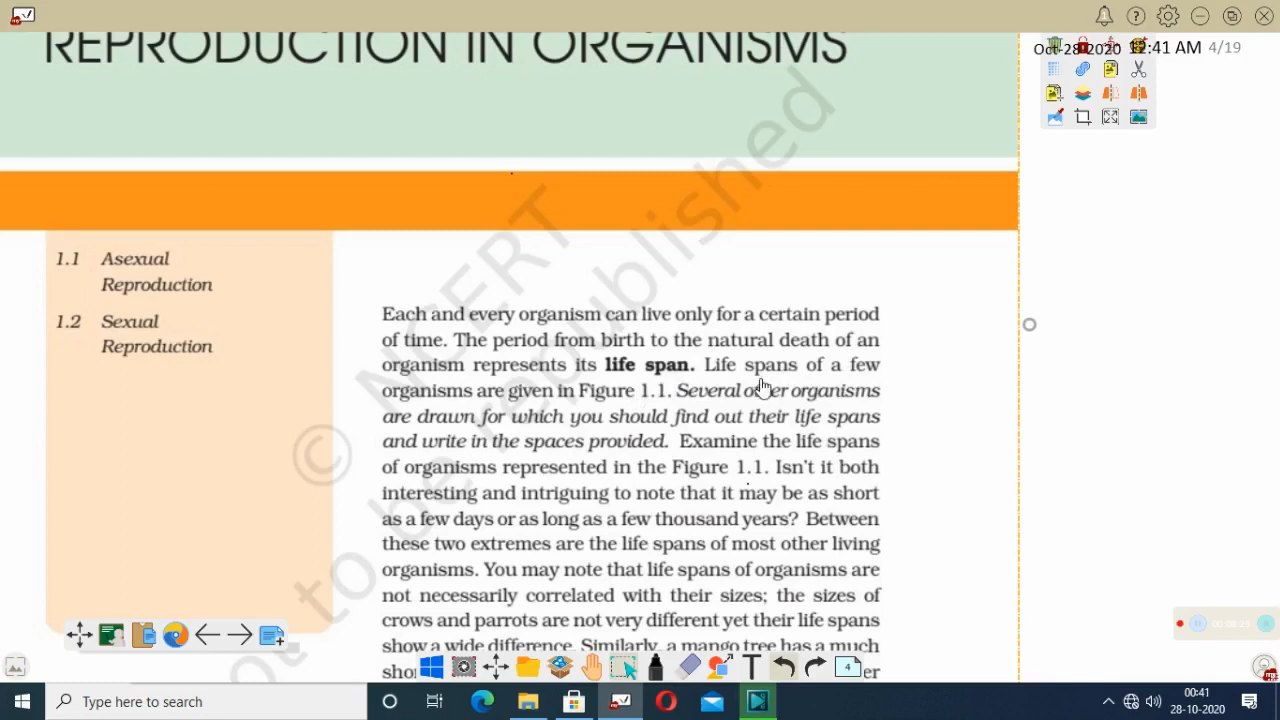 REPRODUCTION IN ORGANISMS
Oct-28-2020 12:41 AM 4/19
© NCERT
not to be republished
1.1 Asexual
Reproduction
1.2 Sexual
Reproduction
Each and every organism can live only for a certain period
of time. The period from birth to the natural death of an
organism represents its life span. Life spans of a few
organisms are given in Figure 1.1. Several other organisms
are drawn for which you should find out their life spans
and write in the spaces provided. Examine the life spans
of organisms represented in the Figure 1.1. Isn't it both
interesting and intriguing to note that it may be as short
as a few days or as long as a few thousand years? Between
these two extremes are the life spans of most other living
organisms. You may note that life spans of organisms are
not necessarily correlated with their sizes; the sizes of
crows and parrots are not very different yet their life spans
show a wide difference. Similarly, a mango tree has a much
4
Type here to search
00:41
28-10-2020